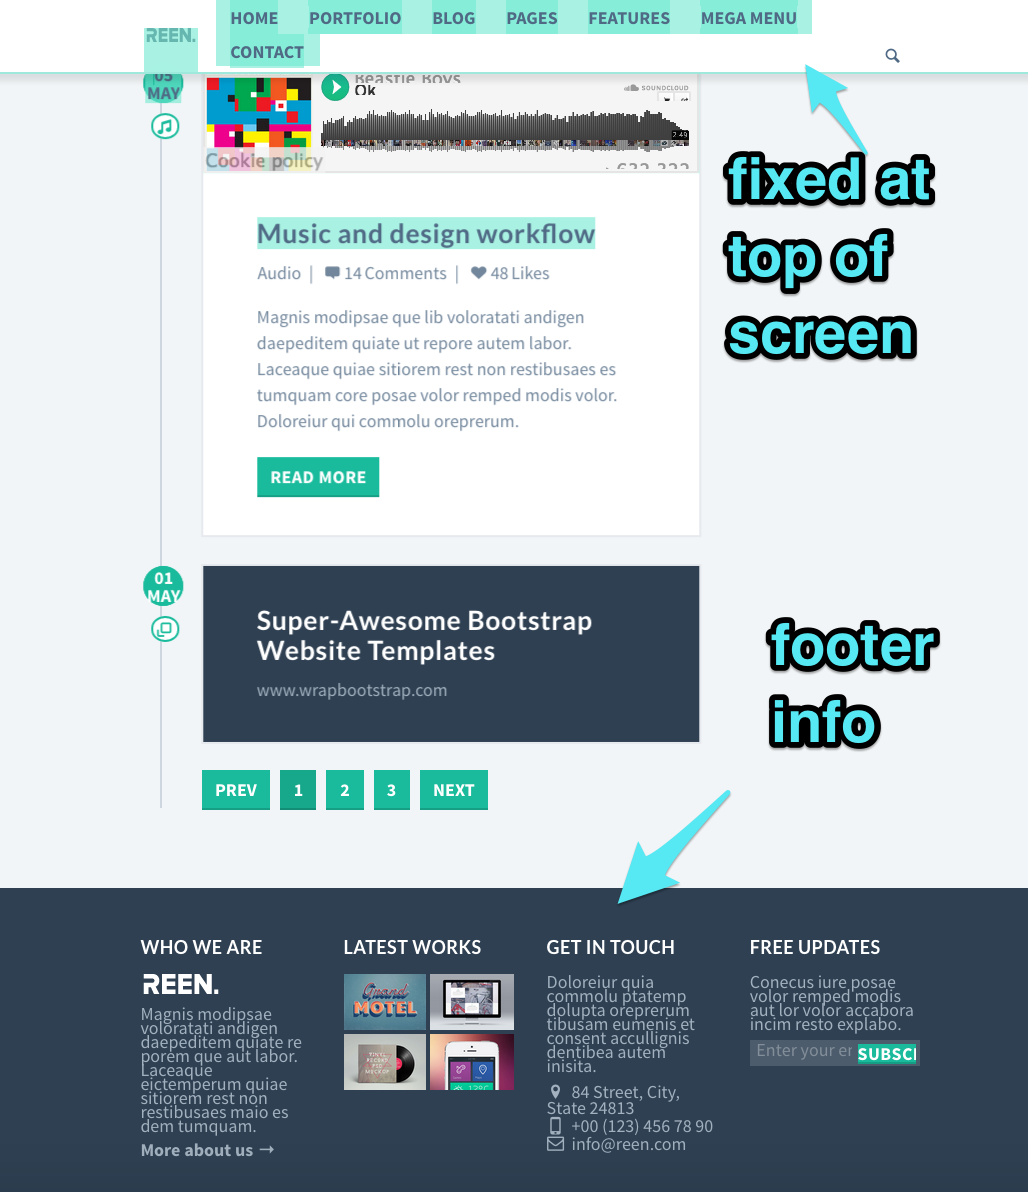 HOME PORTFOLIO BLOG PAGES FEATURES MEGA MENU
REEN.
CONTACT
05
MAY
Beastie Boys
Ok
SOUNDCLOUD
2.49
Cookie policy
fixed at
top of
screen
Music and design workflow
Audio | 14 Comments | 48 Likes
Magnis modipsae que lib voloratati andigen
daepeditem quiate ut repore autem labor.
Laceaque quiae sitiorem rest non restibusaes es
tumquam core posae volor remped modis volor.
Doloreiur qui commolu oreprerum.
READ MORE
01
MAY
Super-Awesome Bootstrap
Website Templates
www.wrapbootstrap.com
footer
info
PREV 1 2 3 NEXT
WHO WE ARE
REEN.
Magnis modipsae
voloratati andigen
daepeditem quiate re
porem que aut labor.
Laceaque
eictemperum quiae
sitiorem rest non
restibusaes maio es
dem tumquam.
More about us →
LATEST WORKS
Grand
MOTEL
VINYL
RECORD
PSD
MOCKUP
GET IN TOUCH
Doloreiur quia
commolu ptatemp
dolupta oreprerum
tibusam eumenis et
consent accullignis
dentibea autem
inisita.
84 Street, City,
State 24813
+00 (123) 456 78 90
info@reen.com
FREE UPDATES
Conecus iure posae
volor remped modis
aut lor volor accabora
incim resto explabo.
Enter your er SUBSCI